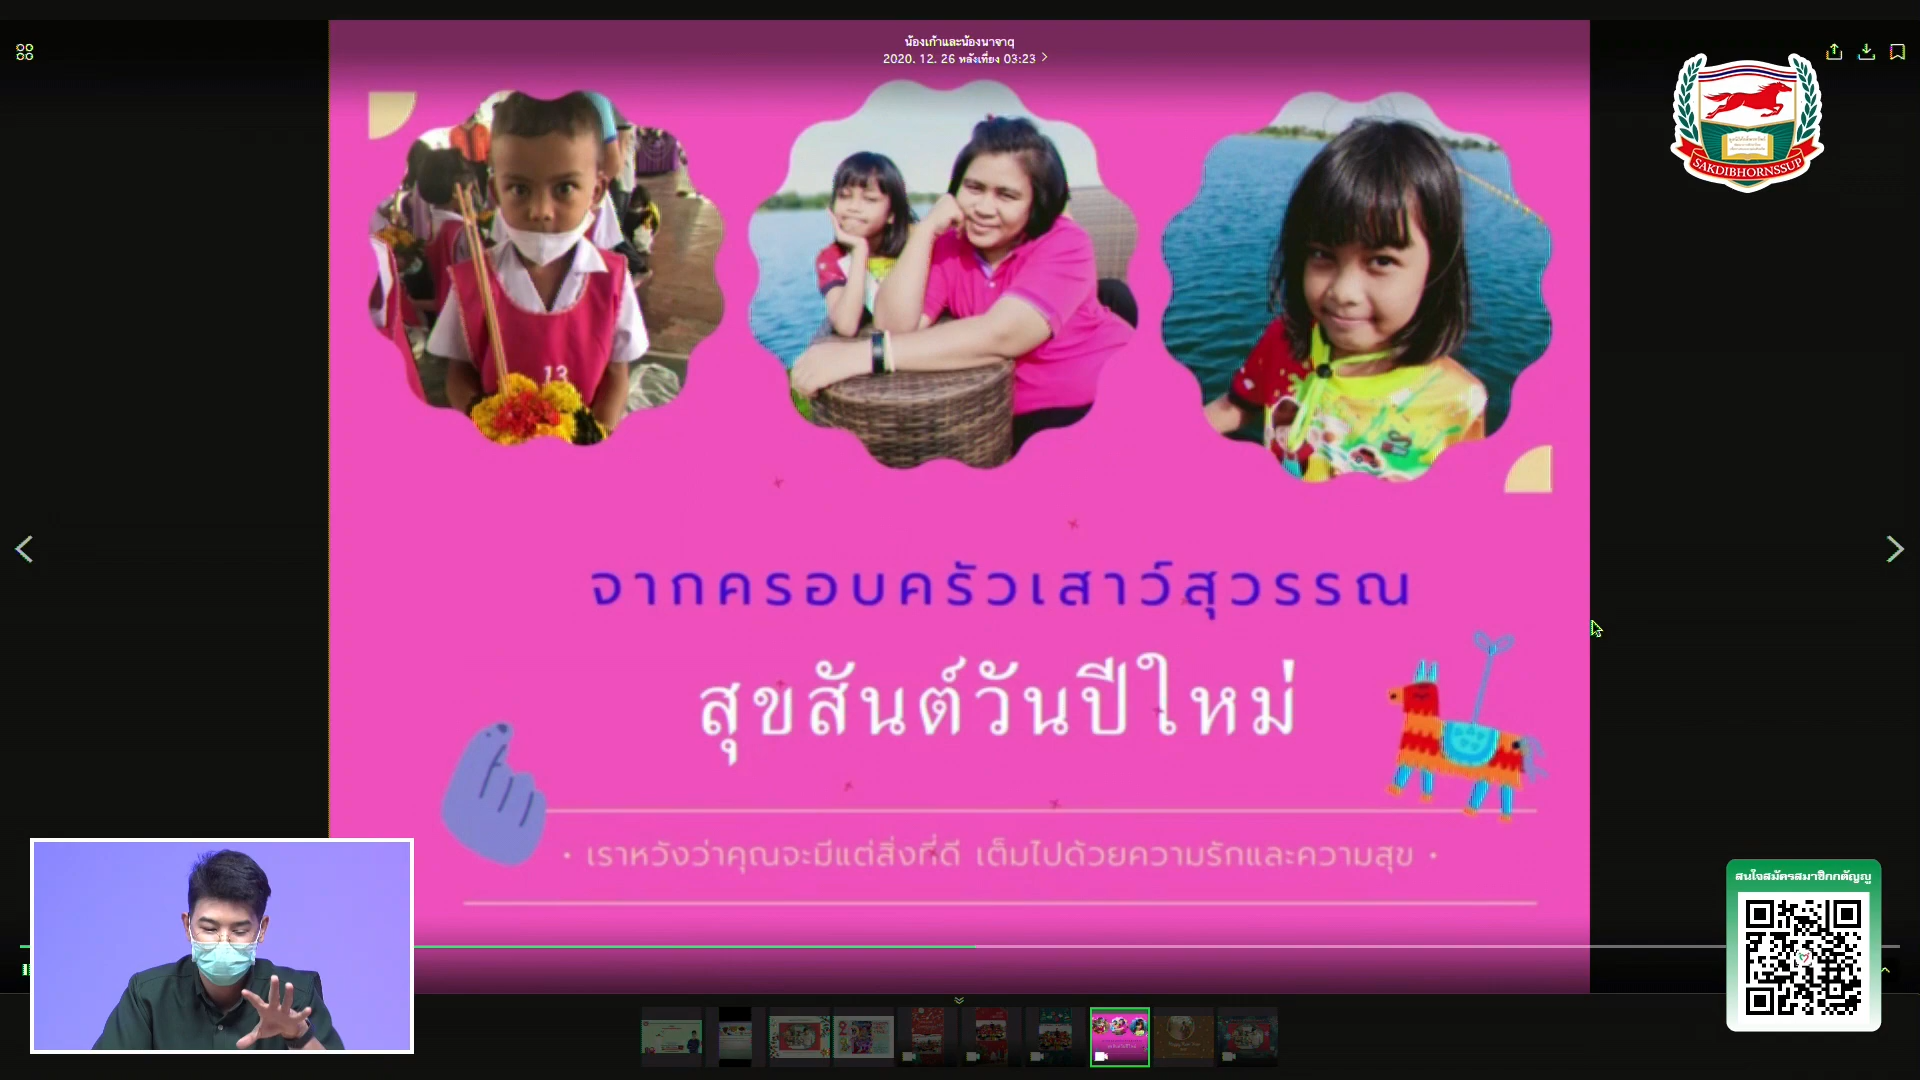 น้องเก้าและน้องนาจาฤ
2020. 12. 26 หลังเที่ยง 03:23
SAKDIBHORNSSUP
13
จากครอบครัวเสาว์สุวรรณ
สุขสันต์วันปีใหม่
• เราหวังว่าคุณจะมีแต่สิ่งที่ดี เต็มไปด้วยความรักและความสุข •
สนใจสมัครสมาชิกกตัญญู